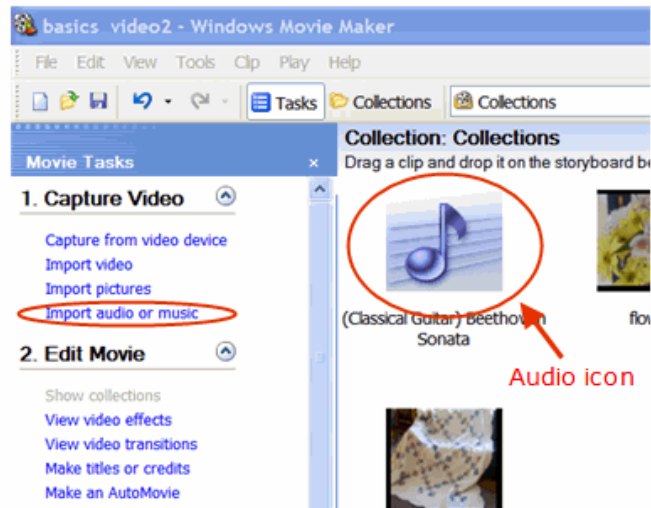 basics video2 - Windows Movie Maker
File Edit View Tools Clip Play Help
Tasks Collections Collections
Movie Tasks
Collection: Collections
Drag a clip and drop it on the storyboard
1. Capture Video
Capture from video device
Import video
Import pictures
Import audio or music
(Classical Guitar) Beethoven
Sonata
Audio icon
2. Edit Movie
Show collections
View video effects
View video transitions
Make titles or credits
Make an AutoMovie